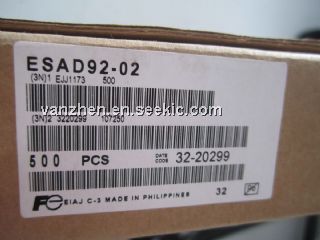 ESAD92-02
(3N)1 EJJ1173 500
vanzhen.en.seekic.com
(3N)2 3220299 107250
500 PCS DATE CODE 32-20299
Fe EIAJ C-3 MADE IN PHILIPPINES 32